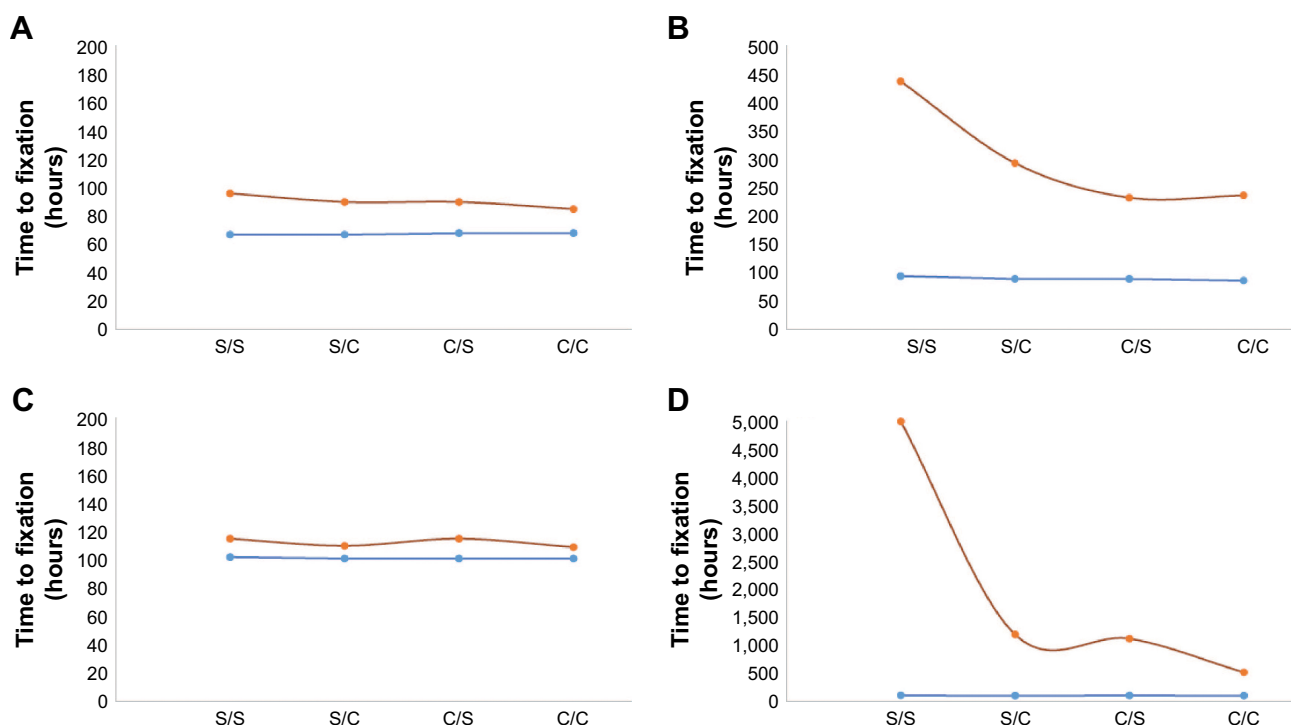 A
Time to fixation
(hours)
200
180
160
140
120
100
80
60
40
20
0
S/S S/C C/S C/C
B
Time to fixation
(hours)
500
450
400
350
300
250
200
150
100
50
0
S/S S/C C/S C/C
C
Time to fixation
(hours)
200
180
160
140
120
100
80
60
40
20
0
S/S S/C C/S C/C
D
Time to fixation
(hours)
5,000
4,500
4,000
3,500
3,000
2,500
2,000
1,500
1,000
500
0
S/S S/C C/S C/C